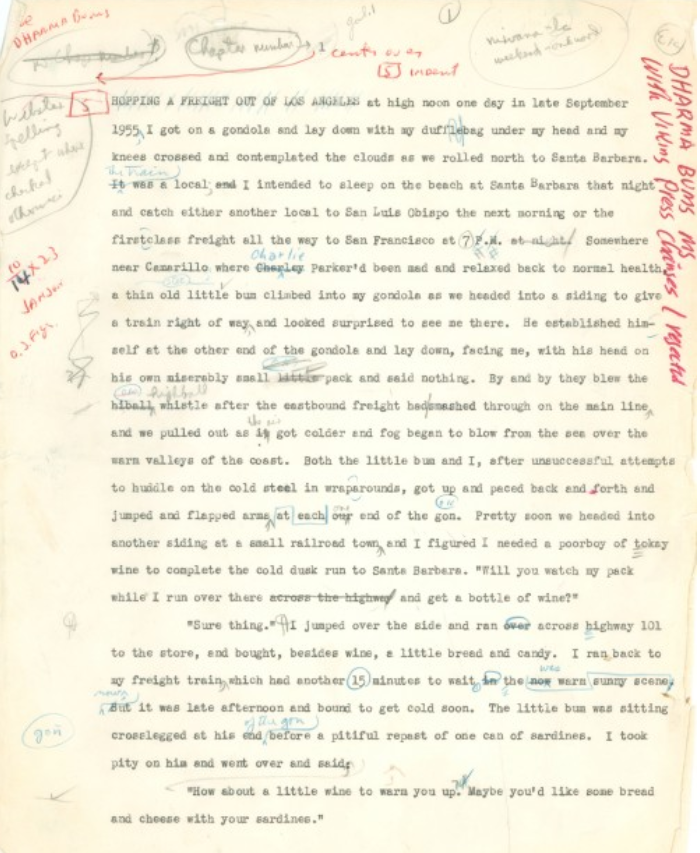 DHARMA BUMS
Chapter number 1
cents over
5 indent
nirvana - lc
weekend - one word
DHARMA BUMS MS
With Viking Press Changes / rejected
Websters
spelling
except where
checked
otherwise
5 HOPPING A FREIGHT OUT OF LOS ANGELES at high noon one day in late September
1955, I got on a gondola and lay down with my dufflebag under my head and my
knees crossed and contemplated the clouds as we rolled north to Santa Barbara.
the train
It was a local and I intended to sleep on the beach at Santa Barbara that night
and catch either another local to San Luis Obispo the next morning or the
firstclass freight all the way to San Francisco at 7 P.M. at night. Somewhere
Charlie
near Camarillo where Charley Parker'd been mad and relaxed back to normal health,
a thin old little bum climbed into my gondola as we headed into a siding to give
a train right of way, and looked surprised to see me there. He established him-
self at the other end of the gondola and lay down, facing me, with his head on
his own miserably small little pack and said nothing. By and by they blew the
highball
hiball whistle after the eastbound freight had smashed through on the main line,
and we pulled out as it got colder and fog began to blow from the sea over the
warm valleys of the coast. Both the little bum and I, after unsuccessful attempts
to huddle on the cold steel in wraparounds, got up and paced back and forth and
jumped and flapped arms at each our end of the gon. Pretty soon we headed into
another siding at a small railroad town, and I figured I needed a poorboy of tokay
wine to complete the cold dusk run to Santa Barbara. "Will you watch my pack
while I run over there across the highway and get a bottle of wine?"
"Sure thing." I jumped over the side and ran over across highway 101
to the store, and bought, besides wine, a little bread and candy. I ran back to
was
my freight train, which had another 15 minutes to wait in the now warm sunny scene,
But it was late afternoon and bound to get cold soon. The little bum was sitting
gon
of the gon
crosslegged at his end before a pitiful repast of one can of sardines. I took
pity on him and went over and said,
"How about a little wine to warm you up. Maybe you'd like some bread
and cheese with your sardines."